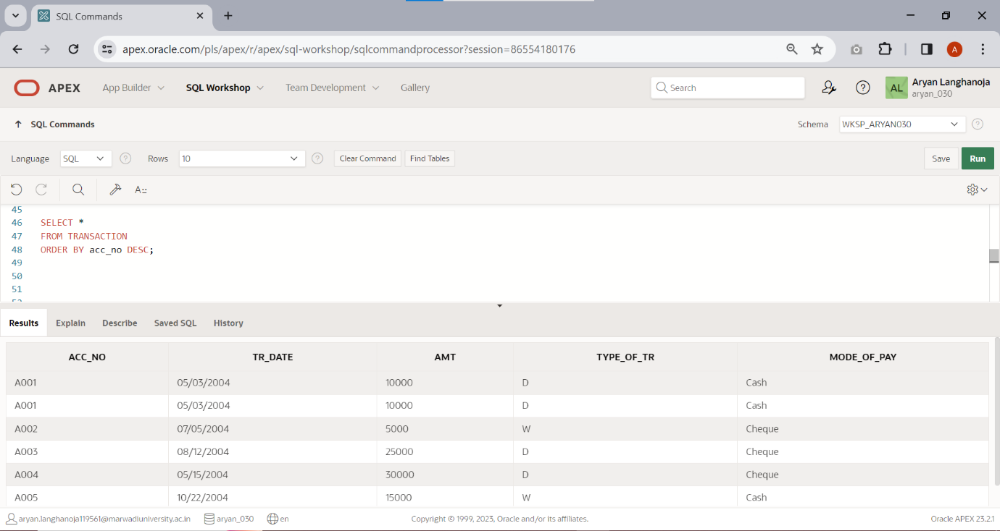 SQL Commands
apex.oracle.com/pls/apex/r/apex/sql-workshop/sqlcommandprocessor?session=86554180176
A
APEX App Builder SQL Workshop Team Development Gallery Search ? AL Aryan Langhanoja
aryan_030
SQL Commands Schema WKSP_ARYAN030 ?
Language SQL ? Rows 10 ? Clear Command Find Tables Save Run
A::
45
46 SELECT *
47 FROM TRANSACTION
48 ORDER BY acc_no DESC;
49
50
51
52
Results Explain Describe Saved SQL History
ACC_NO TR_DATE AMT TYPE_OF_TR MODE_OF_PAY
A001 05/03/2004 10000 D Cash
A001 05/03/2004 10000 D Cash
A002 07/05/2004 5000 W Cheque
A003 08/12/2004 25000 D Cheque
A004 05/15/2004 30000 D Cheque
A005 10/22/2004 15000 W Cash
aryan.langhanoja119561@marwadiuniversity.ac.in aryan_030 en Copyright © 1999, 2023, Oracle and/or its affiliates. Oracle APEX 23.2.1